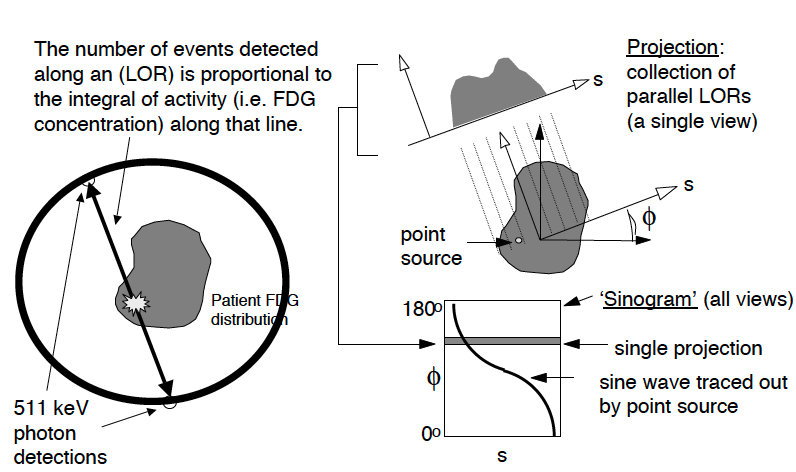 The number of events detected
along an (LOR) is proportional to
the integral of activity (i.e. FDG
concentration) along that line.
Patient FDG
distribution
511 keV
photon
detections
s
Projection:
collection of
parallel LORs
(a single view)
s
ϕ
point
source
180º
ϕ
0º
s
‘Sinogram’ (all views)
single projection
sine wave traced out
by point source